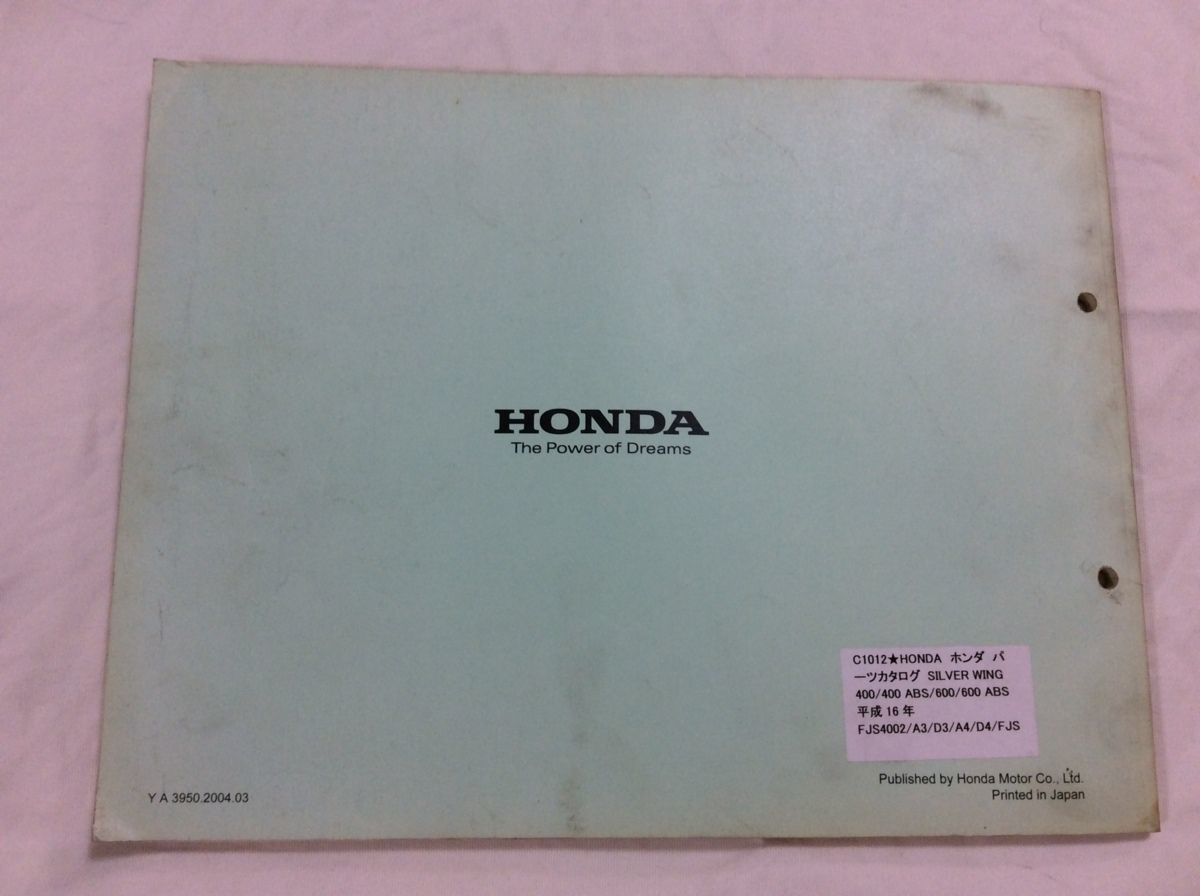 HONDA
The Power of Dreams
C1012★HONDA ホンダ パ
ーツカタログ SILVER WING
400/400 ABS/600/600 ABS
平成 16 年
FJS4002/A3/D3/A4/D4/FJS
Published by Honda Motor Co., Ltd.
Printed in Japan
Y A 3950.2004.03